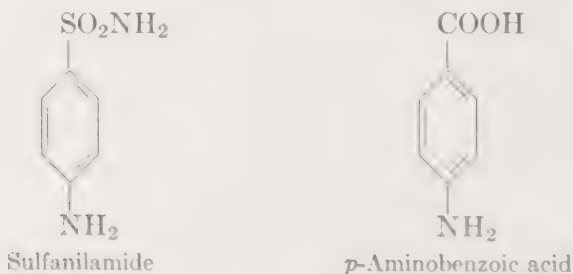 SO₂NH₂ COOH
NH₂ NH₂
Sulfanilamide p-Aminobenzoic acid